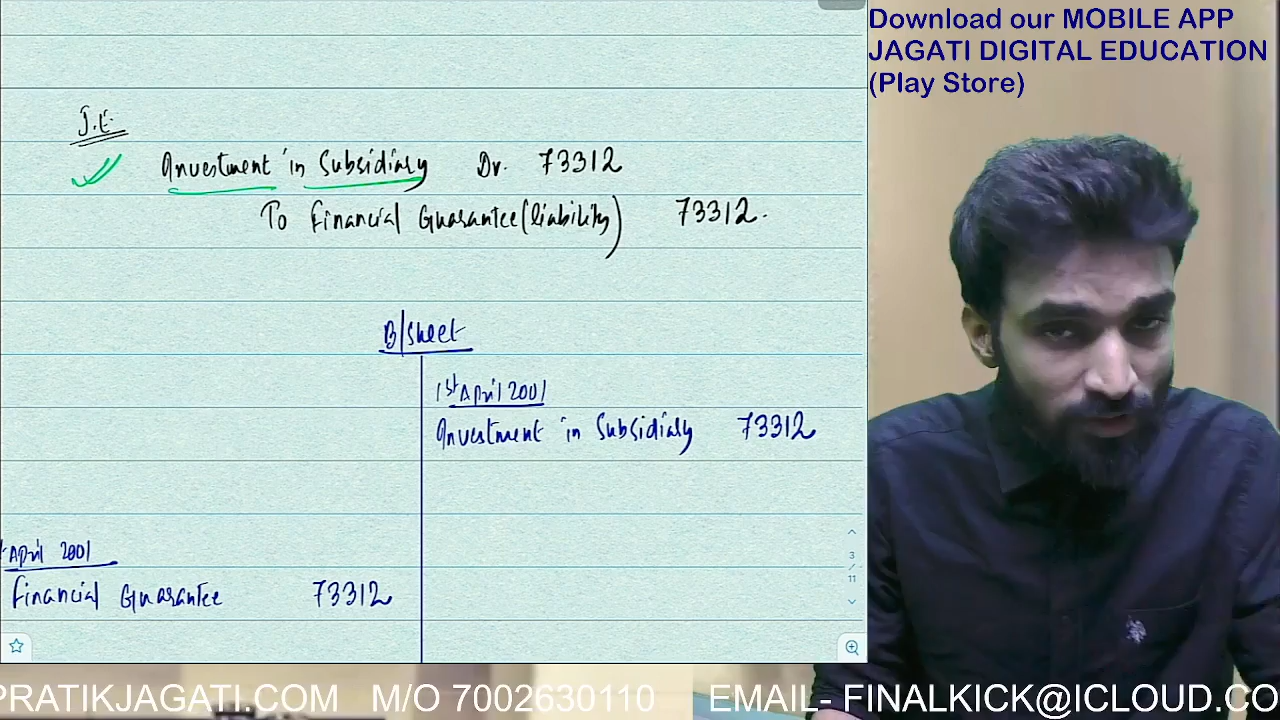 Download our MOBILE APP
JAGATI DIGITAL EDUCATION
(Play Store)
J.E
Investment in Subsidiary Dr. 73312
To Financial Guarantee (liability) 73312.
B/Sheet
1st April 2001
Investment in Subsidiary 73312
April 2001
Financial Guarantee 73312
3
/
11
PRATIKJAGATI.COM M/O 7002630110 EMAIL- FINALKICK@ICLOUD.CO